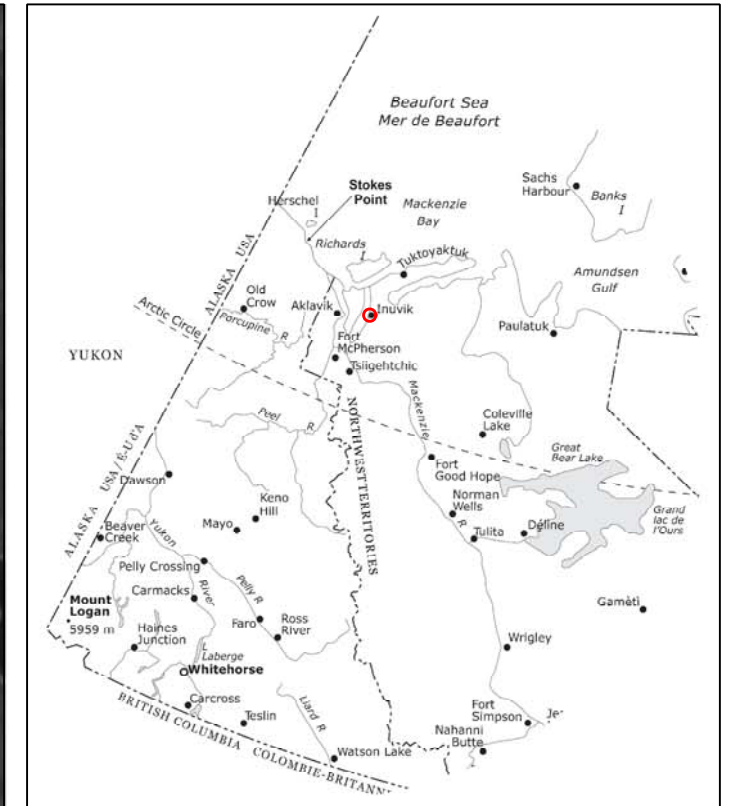 Beaufort Sea
Mer de Beaufort
Sachs
Harbour
Banks
I
Stokes
Point
Herschel
I
Mackenzie
Bay
Richards
I
Tuktoyaktuk
Amundsen
Gulf
ALASKA USA
Old
Crow
Aklavik
Inuvik
Arctic Circle
Porcupine
R
Paulatuk
YUKON
Fort
McPherson
Tsiigehtchic
Mackenzie
R
Peel
R
NORTHWEST TERRITORIES
Coleville
Lake
Great
Bear Lake
ALASKA USA / É-U d'A
Dawson
Fort
Good Hope
Keno
Hill
Norman
Wells
Grand
lac de
l'Ours
Mayo
Beaver
Creek
Yukon
River
Tulita
Déline
Pelly Crossing
Carmacks
Pelly R
Mount
Logan
5959 m
Gamètì
Haines
Junction
Faro
Ross
River
L
Laberge
Wrigley
Whitehorse
Carcross
Teslin
Liard R
Fort
Simpson
Je
Nahanni
Butte
Watson Lake
BRITISH COLUMBIA COLOMBIE-BRITANN